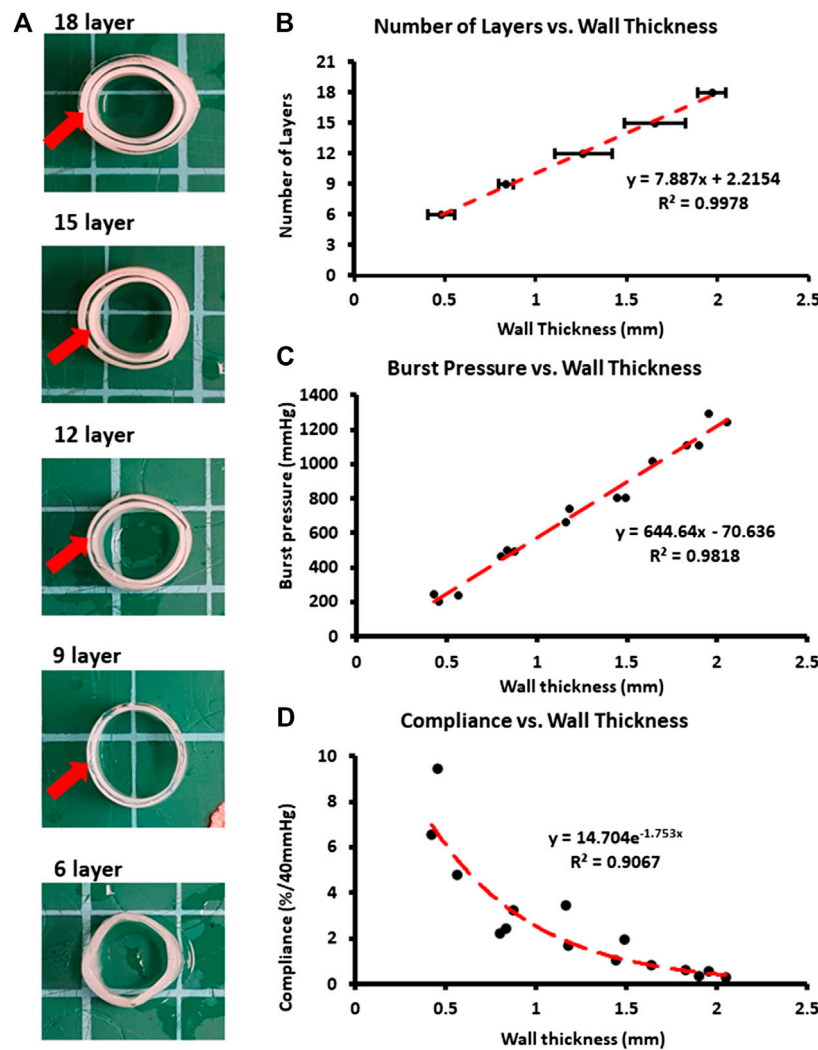 A
18 layer
15 layer
12 layer
9 layer
6 layer
B
Number of Layers vs. Wall Thickness
Number of Layers
21
18
15
12
9
6
3
0
y = 7.887x + 2.2154
R² = 0.9978
0 0.5 1 1.5 2 2.5
Wall Thickness (mm)
C
Burst Pressure vs. Wall Thickness
Burst pressure (mmHg)
1400
1200
1000
800
600
400
200
0
y = 644.64x - 70.636
R² = 0.9818
0 0.5 1 1.5 2 2.5
Wall thickness (mm)
D
Compliance vs. Wall Thickness
Compliance (%/40mmHg)
10
8
6
4
2
0
y = 14.704e^-1.753x
R² = 0.9067
0 0.5 1 1.5 2 2.5
Wall thickness (mm)